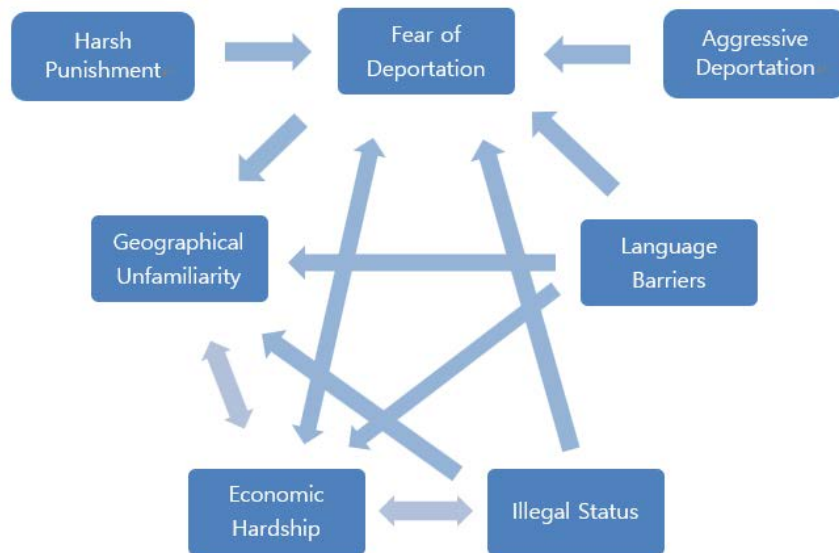 Harsh
Punishment
Fear of
Deportation
Aggressive
Deportation
Geographical
Unfamiliarity
Language
Barriers
Economic
Hardship
Illegal Status